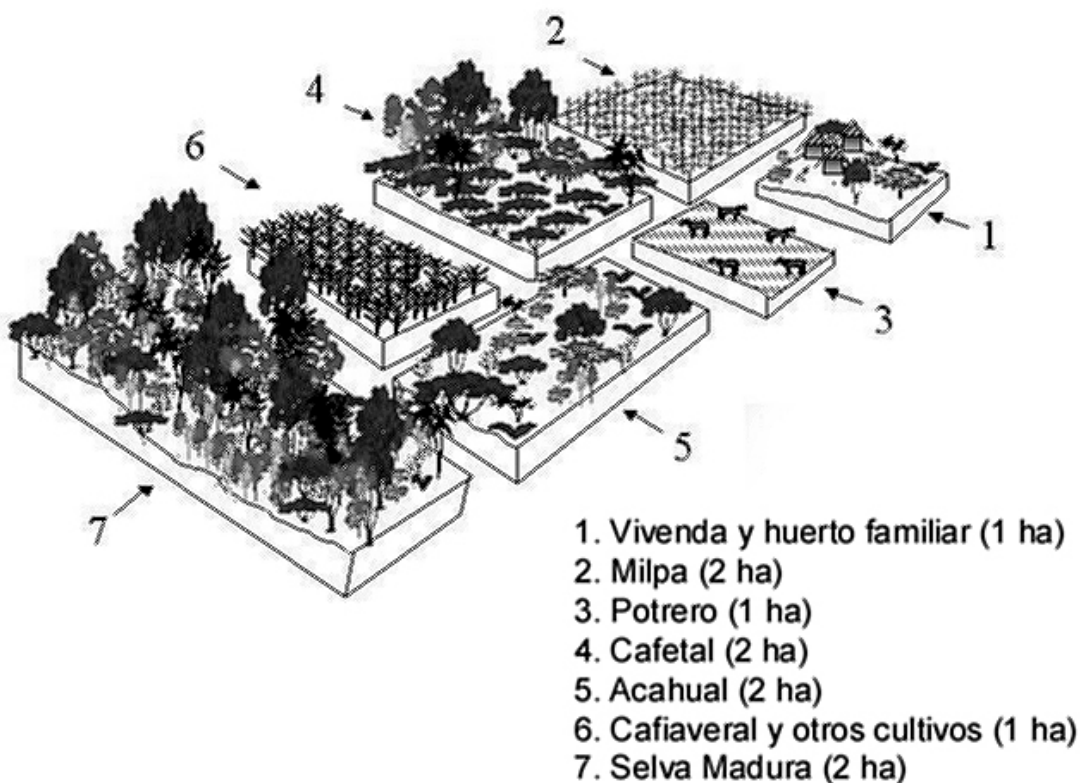 2
4
6
1
3
5
7
1. Vivenda y huerto familiar (1 ha)
2. Milpa (2 ha)
3. Potrero (1 ha)
4. Cafetal (2 ha)
5. Acahual (2 ha)
6. Cafiaveral y otros cultivos (1 ha)
7. Selva Madura (2 ha)